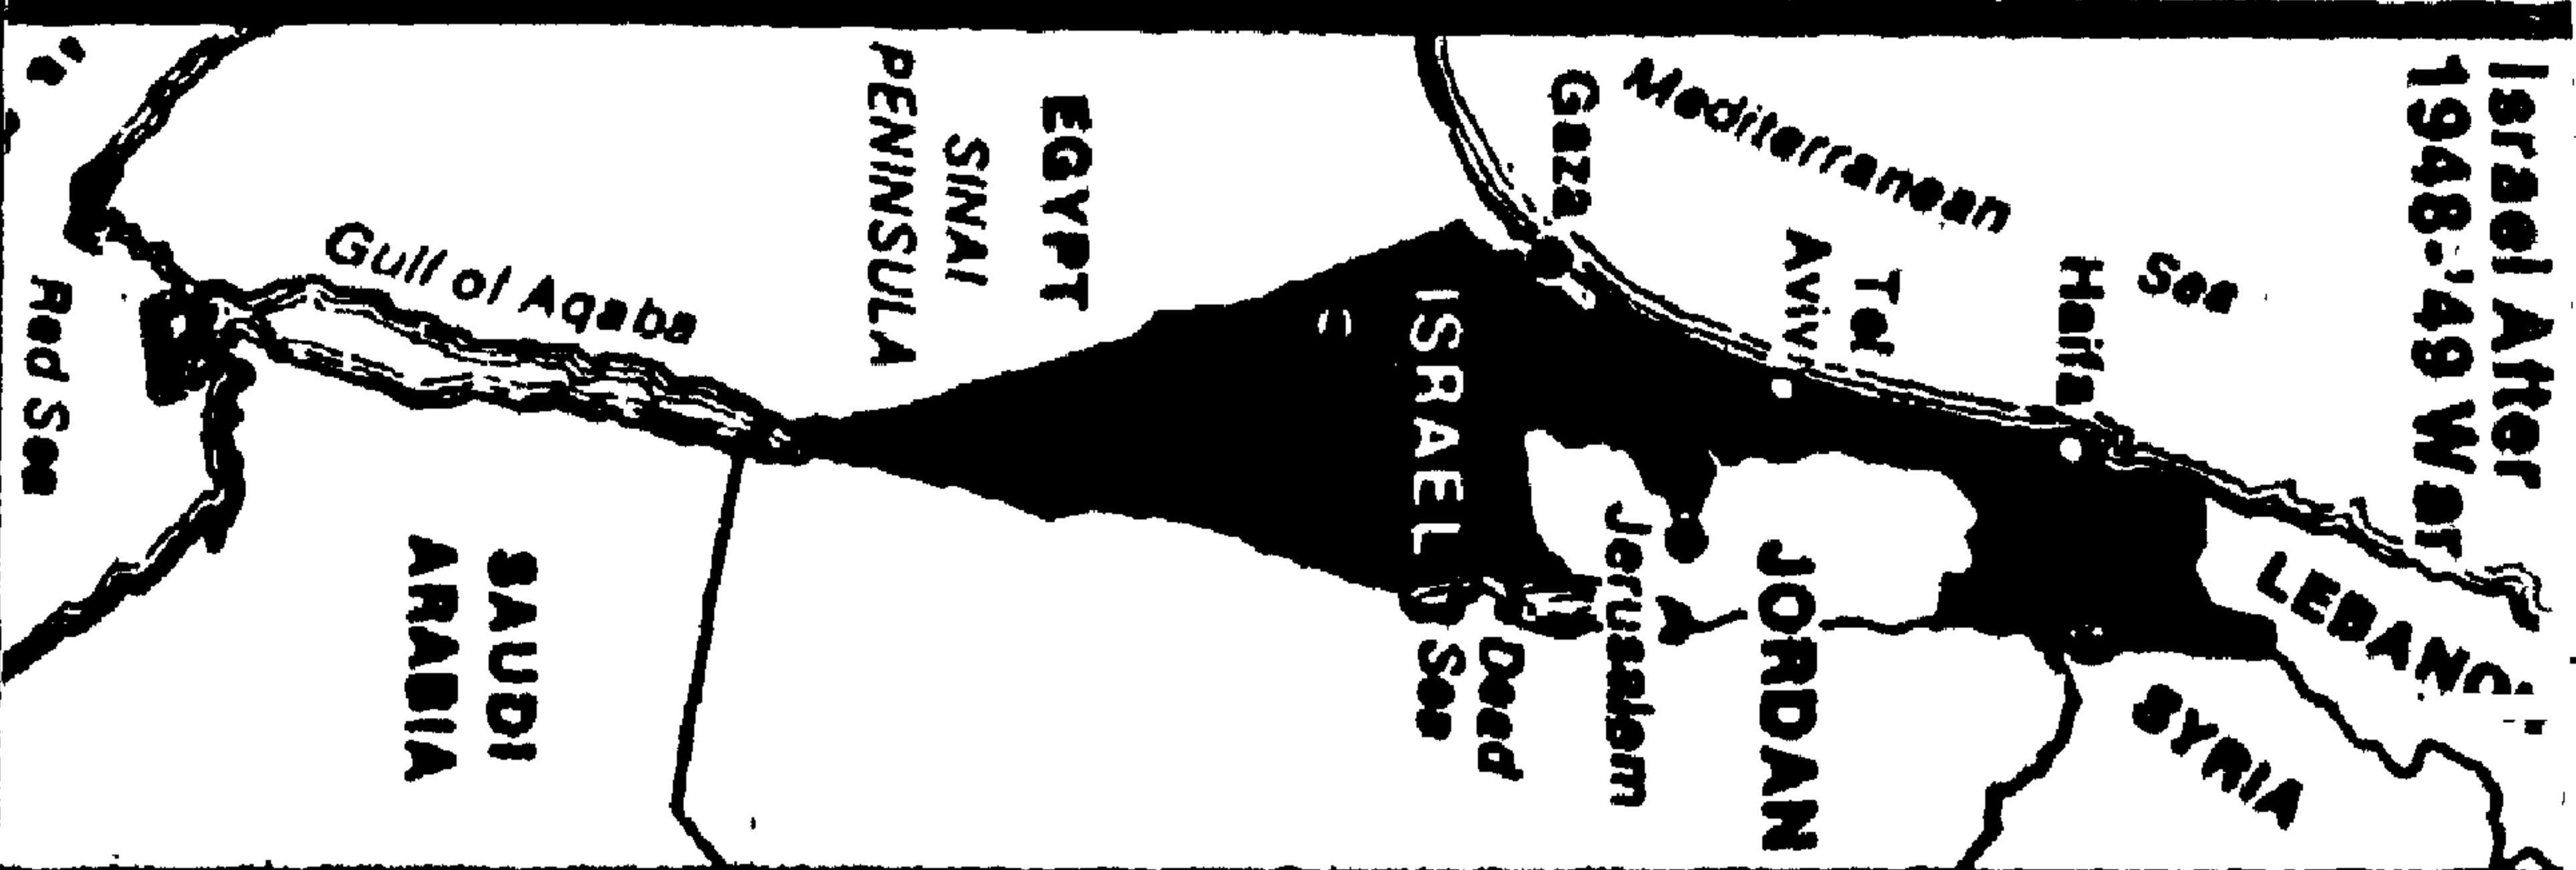 Israel After
1948-'49 War
Mediterranean
Sea
LEBANO
Haifa
SYRIA
Tel
Aviv
JORDAN
Jerusalem
Gaza
Dead
Sea
ISRAEL
EGYPT
SINAI
PENINSULA
Gulf of Aqaba
SAUDI
ARABIA
Red Sea